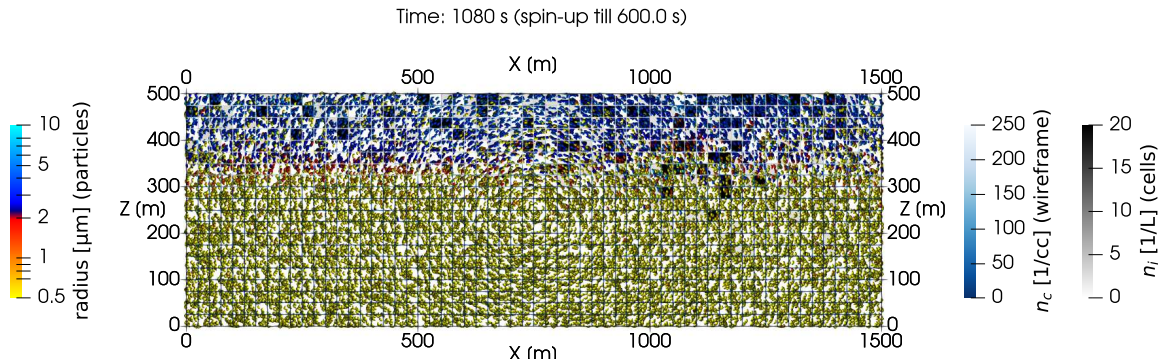 Time: 1080 s (spin-up till 600.0 s)
X (m)
0 500 1000 1500
500 500
400 400
300 300
Z (m) Z (m)
200 200
100 100
0 0
0 500 1000 1500
X (m)
10
5
2
1
0.5
radius [µm] (particles)
250
200
150
100
50
0
n_c [1/cc] (wireframe)
20
15
10
5
0
n_i [1/L] (cells)